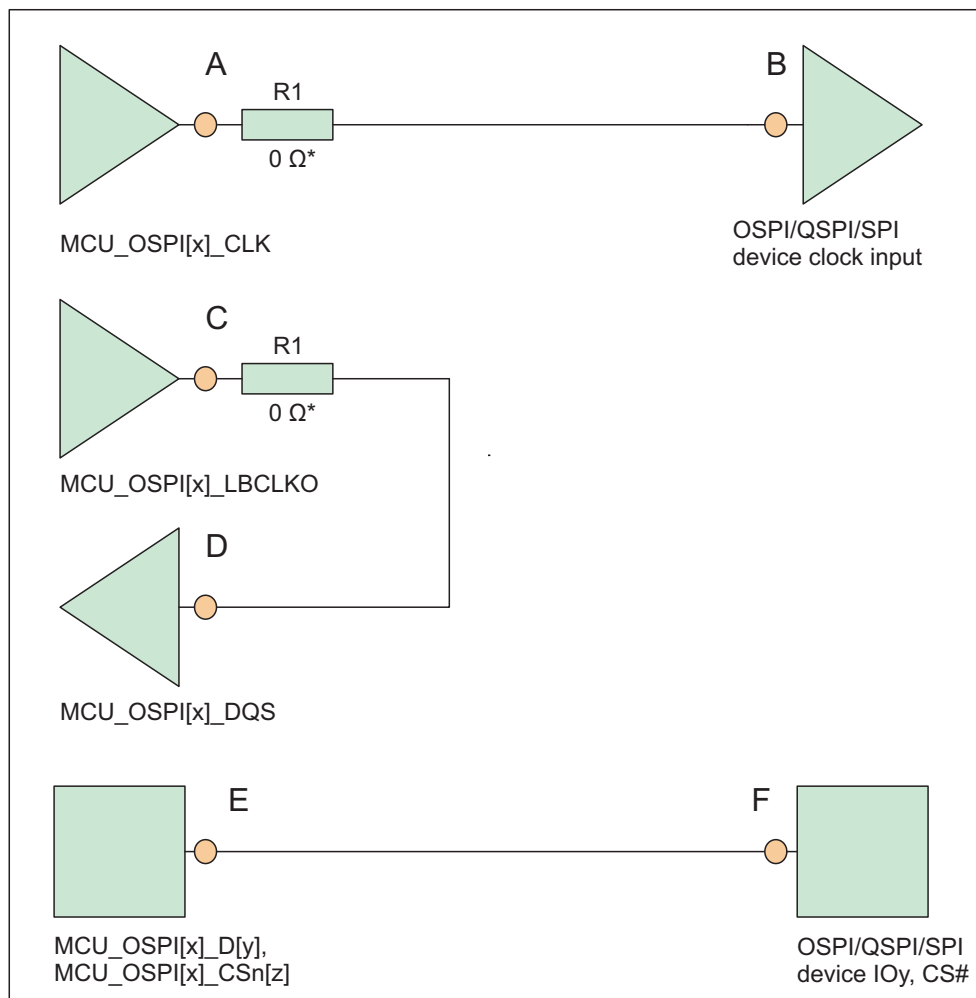 A
B
R1
0 Ω*
MCU_OSPI[x]_CLK
OSPI/QSPI/SPI
device clock input
C
R1
0 Ω*
MCU_OSPI[x]_LBCLKO
D
MCU_OSPI[x]_DQS
E
F
MCU_OSPI[x]_D[y],
MCU_OSPI[x]_CSn[z]
OSPI/QSPI/SPI
device IOy, CS#